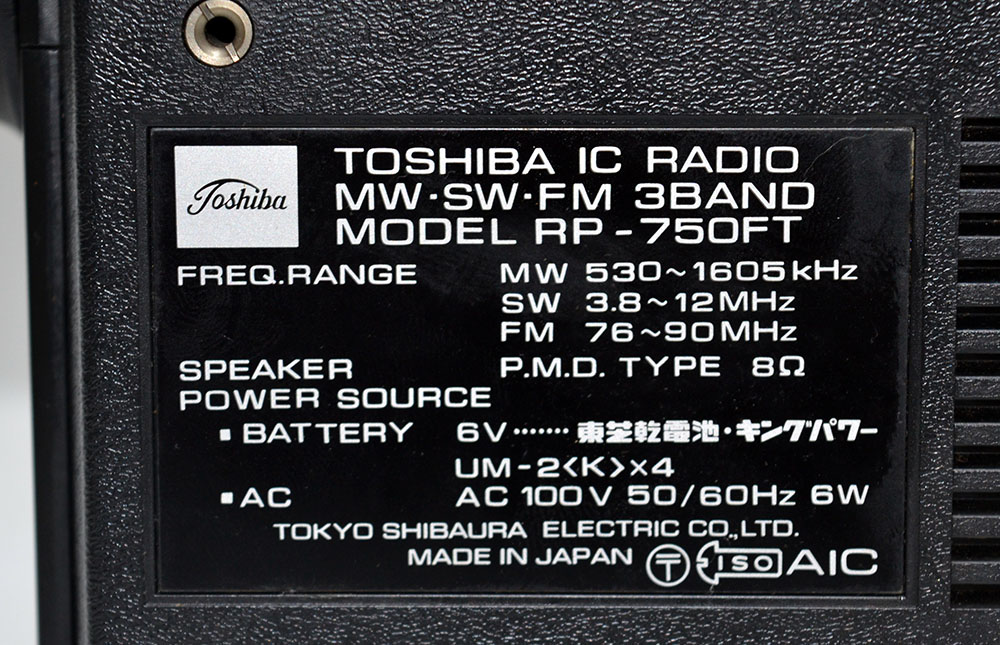 Toshiba
TOSHIBA IC RADIO
MW·SW·FM 3BAND
MODEL RP-750FT
FREQ.RANGE MW 530~1605kHz
SW 3.8~12MHz
FM 76~90MHz
SPEAKER P.M.D. TYPE 8Ω
POWER SOURCE
▪ BATTERY 6V······· 東芝乾電池·キングパワー
UM-2〈K〉×4
▪ AC AC 100V 50/60Hz 6W
TOKYO SHIBAURA ELECTRIC CO.,LTD.
MADE IN JAPAN 〒 ISO AIC